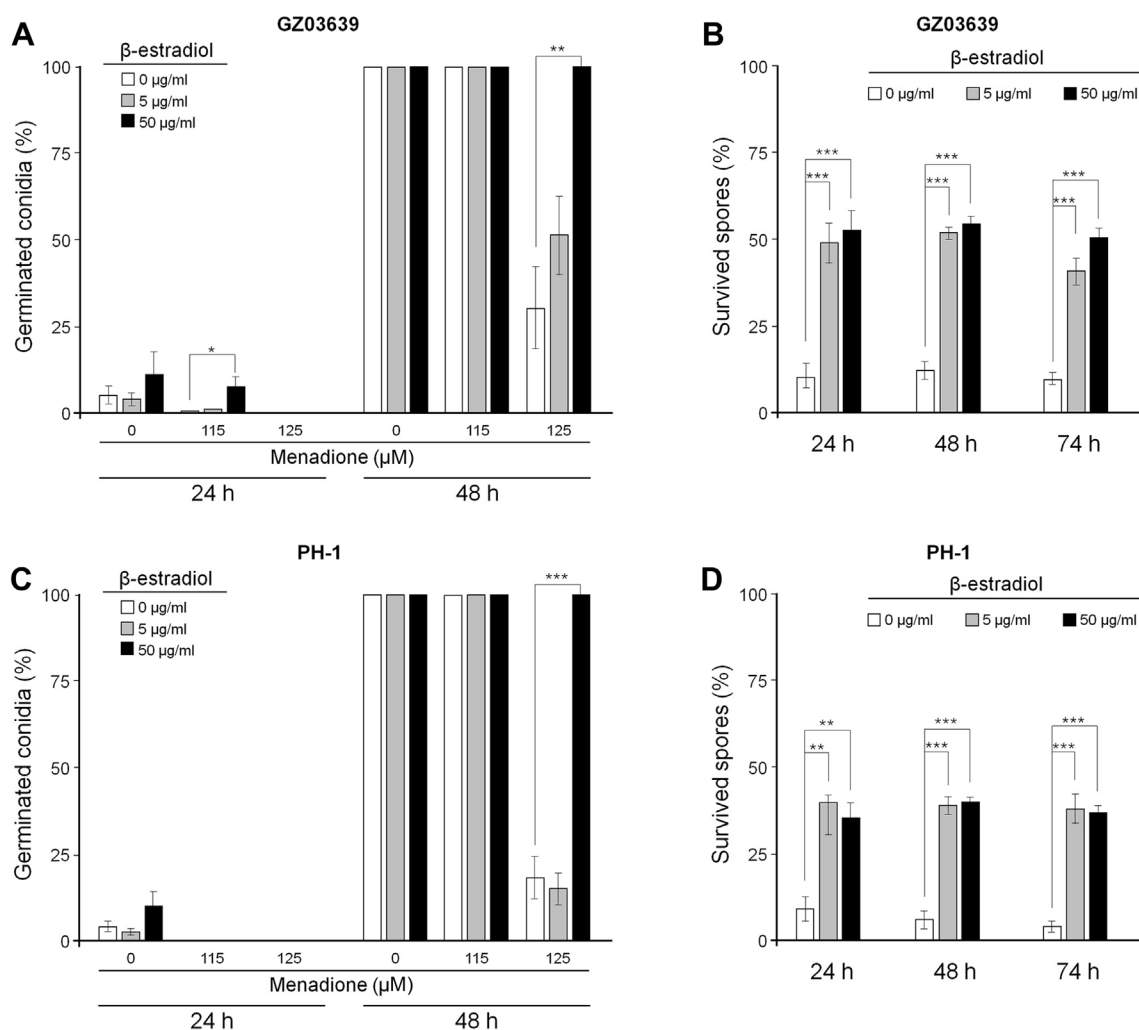 A
GZ03639
β-estradiol
0 µg/ml
5 µg/ml
50 µg/ml
Germinated conidia (%)
100
75
50
25
0
*
**
0 115 125 0 115 125
Menadione (µM)
24 h 48 h
B
GZ03639
β-estradiol
0 µg/ml 5 µg/ml 50 µg/ml
Survived spores (%)
100
75
50
25
0
*** *** ***
*** *** ***
24 h 48 h 74 h
C
PH-1
β-estradiol
0 µg/ml
5 µg/ml
50 µg/ml
Germinated conidia (%)
100
75
50
25
0
***
0 115 125 0 115 125
Menadione (µM)
24 h 48 h
D
PH-1
β-estradiol
0 µg/ml 5 µg/ml 50 µg/ml
Survived spores (%)
100
75
50
25
0
** *** ***
** *** ***
24 h 48 h 74 h